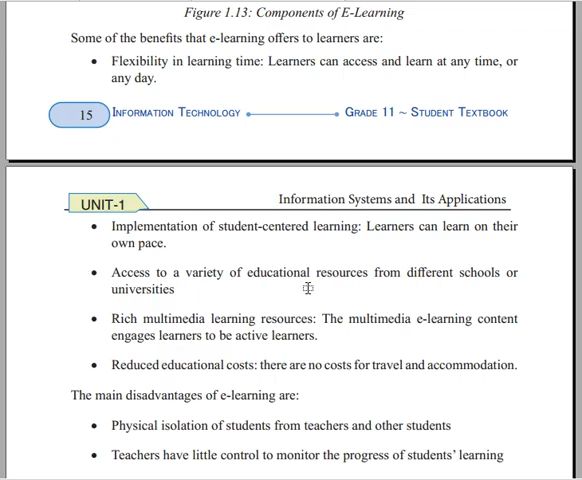 Figure 1.13: Components of E-Learning
Some of the benefits that e-learning offers to learners are:
• Flexibility in learning time: Learners can access and learn at any time, or
any day.
15 INFORMATION TECHNOLOGY GRADE 11 ~ STUDENT TEXTBOOK
UNIT-1 Information Systems and Its Applications
• Implementation of student-centered learning: Learners can learn on their
own pace.
• Access to a variety of educational resources from different schools or
universities
• Rich multimedia learning resources: The multimedia e-learning content
engages learners to be active learners.
• Reduced educational costs: there are no costs for travel and accommodation.
The main disadvantages of e-learning are:
• Physical isolation of students from teachers and other students
• Teachers have little control to monitor the progress of students’ learning